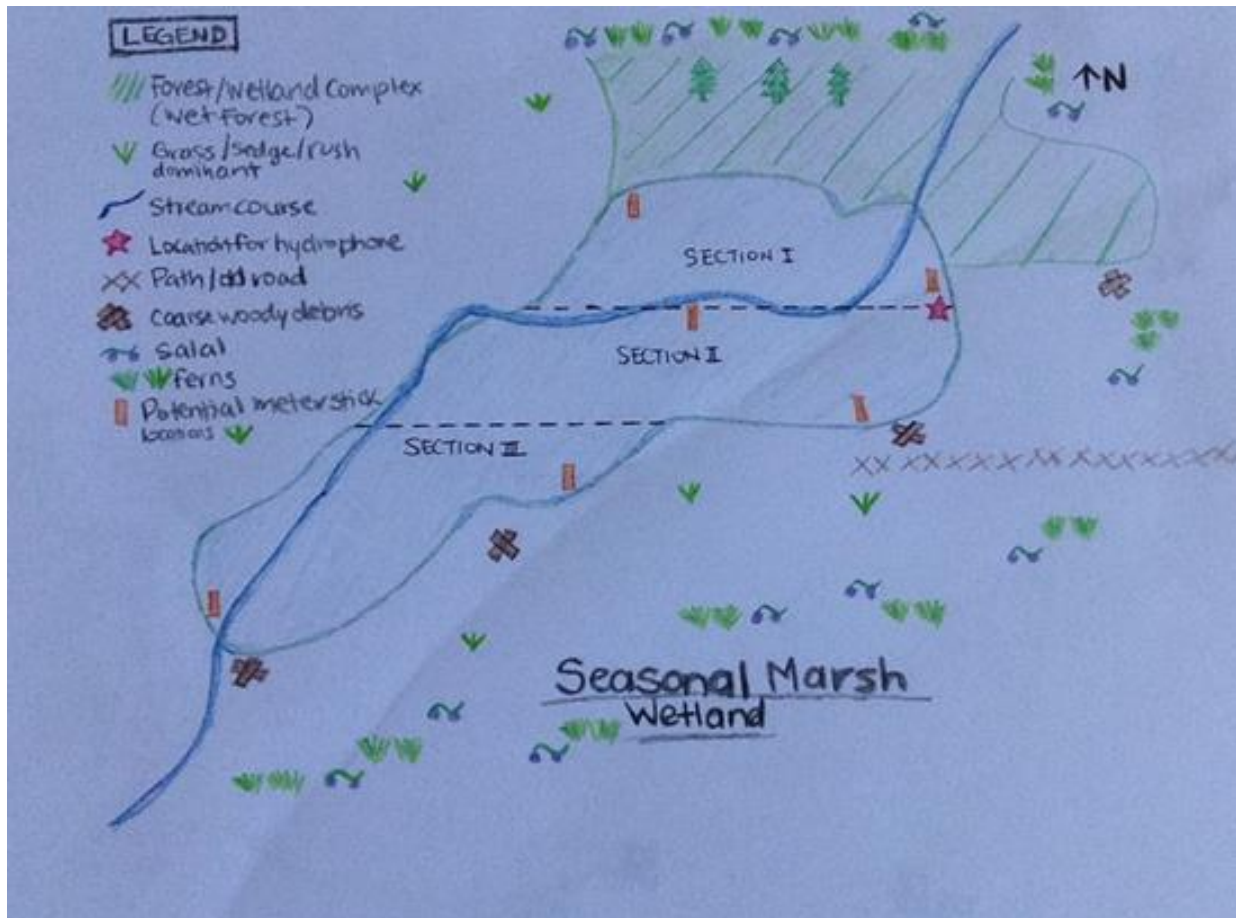 LEGEND
Forest/Wetland Complex
(Wet Forest)
Grass/sedge/rush
dominant
Stream course
Location for hydrophone
Path/old road
coarse woody debris
salal
ferns
Potential meterstick
locations
↑N
SECTION I
SECTION II
SECTION III
Seasonal Marsh
Wetland